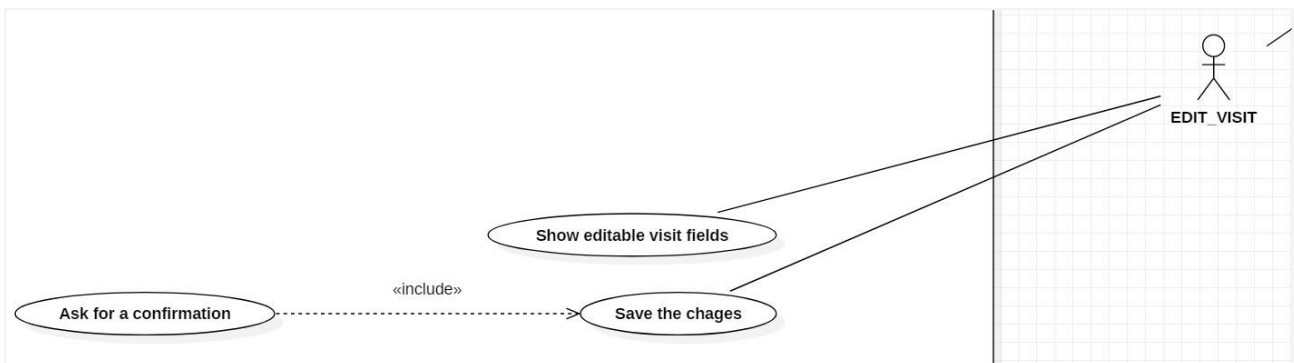 EDIT_VISIT
Show editable visit fields
«include»
Ask for a confirmation
Save the chages